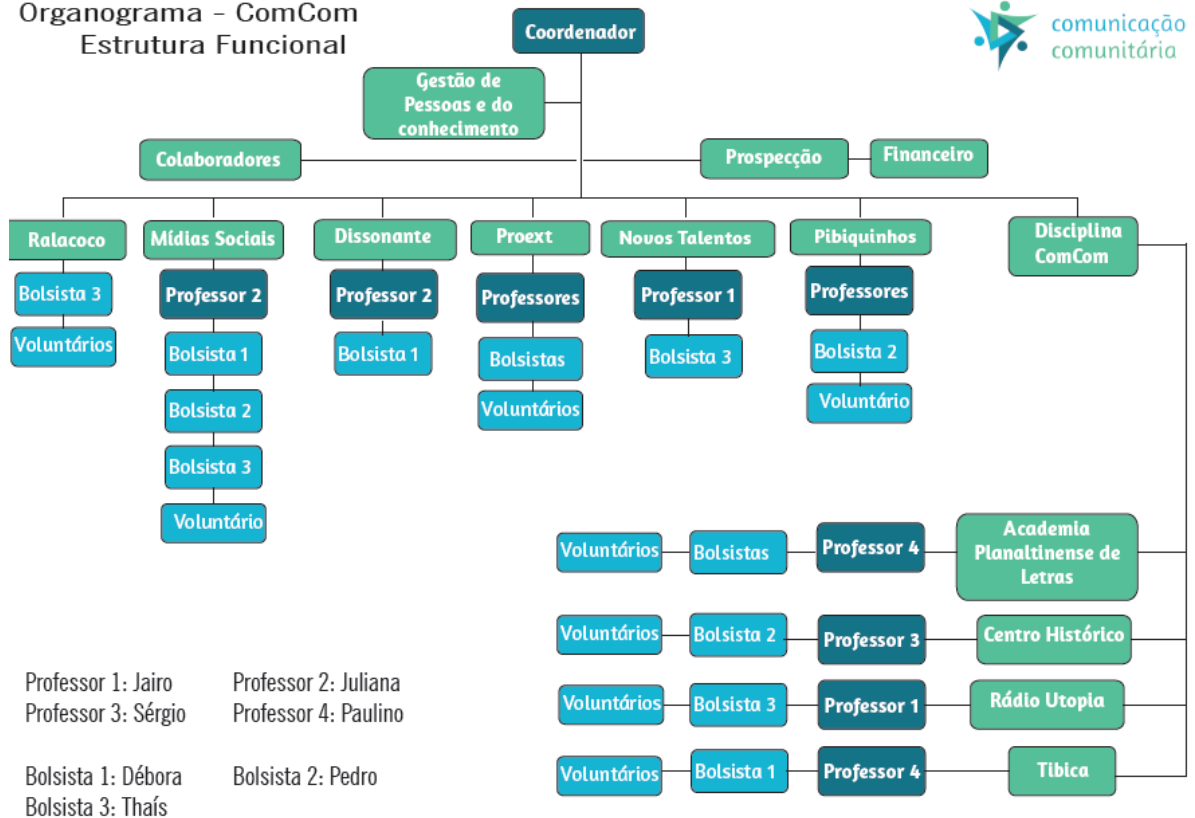 Organograma - ComCom
Estrutura Funcional
Coordenador
comunicação
comunitária
Gestão de
Pessoas e do
conhecimento
Colaboradores
Prospecção
Financeiro
Ralacoco
Mídias Sociais
Dissonante
Proext
Novos Talentos
Pibiquinhos
Disciplina
ComCom
Bolsista 3
Professor 2
Professor 2
Professores
Professor 1
Professores
Voluntários
Bolsista 1
Bolsista 1
Bolsistas
Bolsista 3
Bolsista 2
Bolsista 2
Voluntários
Voluntário
Bolsista 3
Voluntário
Voluntários
Bolsistas
Professor 4
Academia
Planaltinense de
Letras
Voluntários
Bolsista 2
Professor 3
Centro Histórico
Voluntários
Bolsista 3
Professor 1
Rádio Utopia
Voluntários
Bolsista 1
Professor 4
Tibica
Professor 1: Jairo
Professor 2: Juliana
Professor 3: Sérgio
Professor 4: Paulino
Bolsista 1: Débora
Bolsista 2: Pedro
Bolsista 3: Thaís